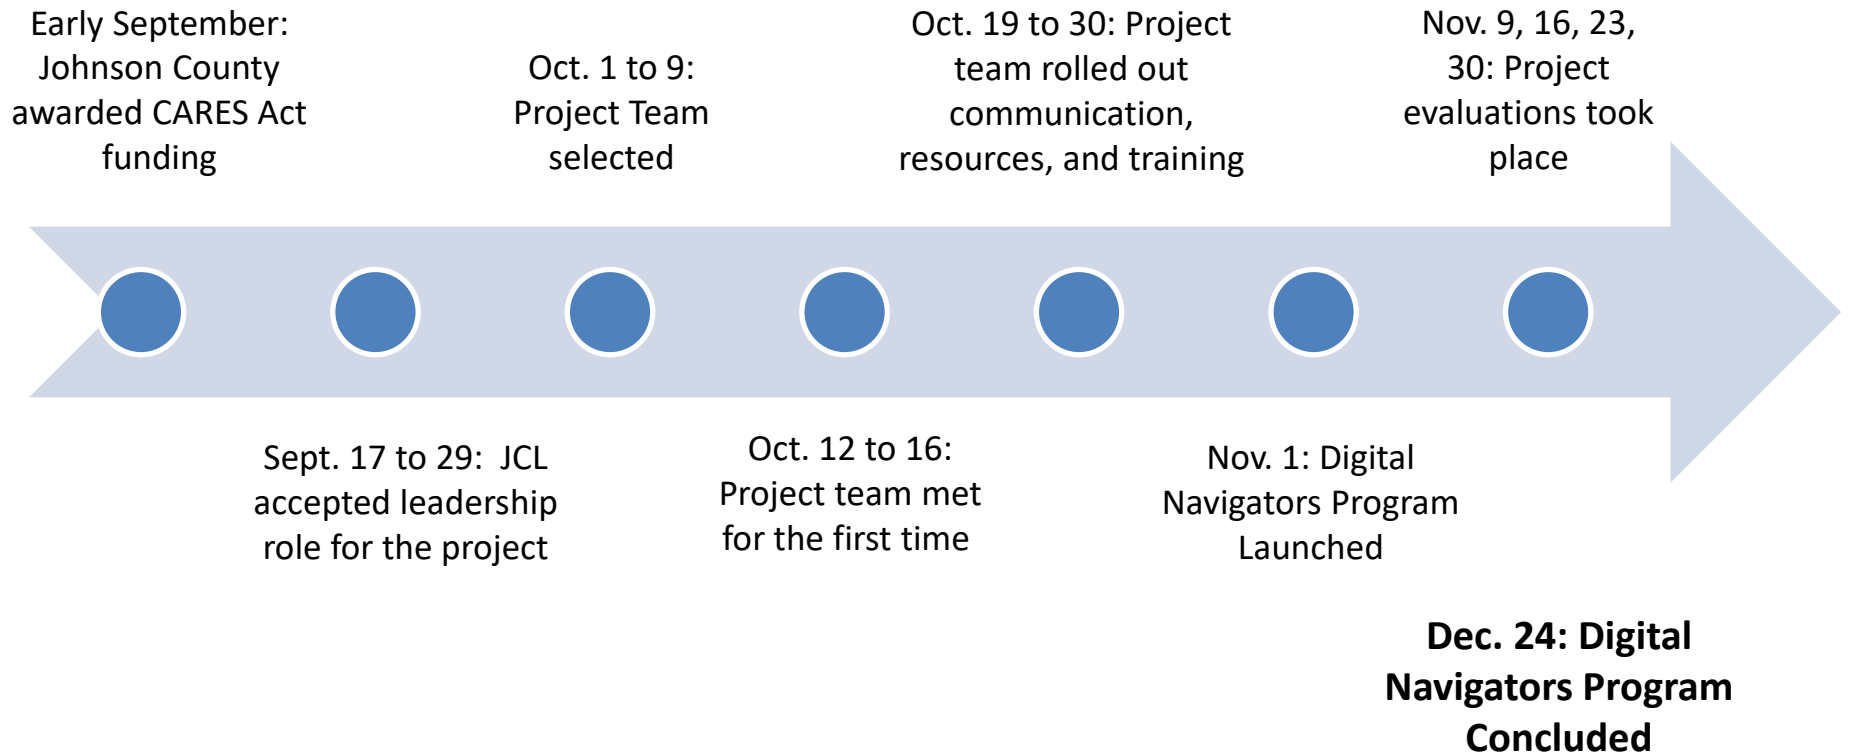 Early September:
Johnson County
awarded CARES Act
funding
Sept. 17 to 29:  JCL
accepted leadership
role for the project
Oct. 1 to 9:
Project Team
selected
Oct. 12 to 16:
Project team met
for the first time
Oct. 19 to 30: Project
team rolled out
communication,
resources, and training
Nov. 1: Digital
Navigators Program
Launched
Nov. 9, 16, 23,
30: Project
evaluations took
place
Dec. 24: Digital
Navigators Program
Concluded